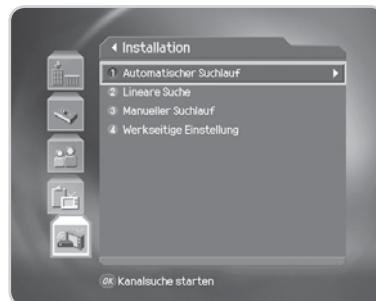 Installation
1 Automatischer Suchlauf
2 Lineare Suche
3 Manueller Suchlauf
4 Werkseitige Einstellung
OK Kanalsuche starten